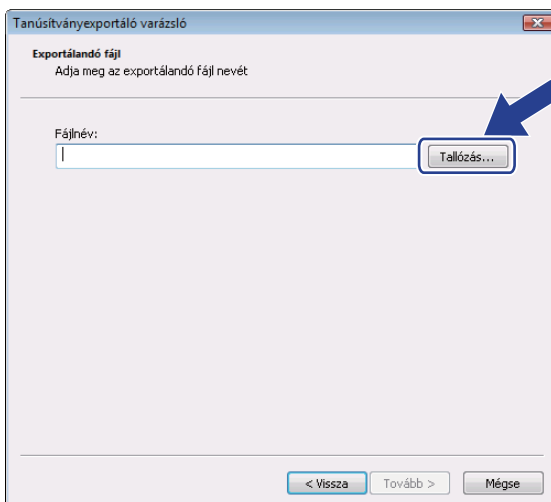 Tanúsítványexportáló varázsló
Exportálandó fájl
Adja meg az exportálandó fájl nevét
Fájlnév:
Tallózás...
< Vissza Tovább > Mégse